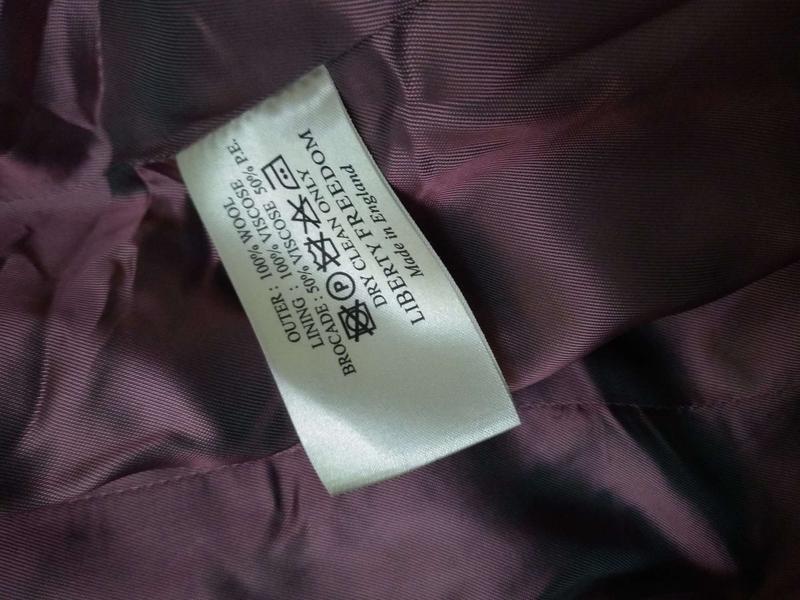 OUTER : 100% WOOL
LINING : 100% VISCOSE
BROCADE : 50% VISCOSE 50% P.E.
P
DRY CLEAN ONLY
LIBERTY FREEDOM
Made in England